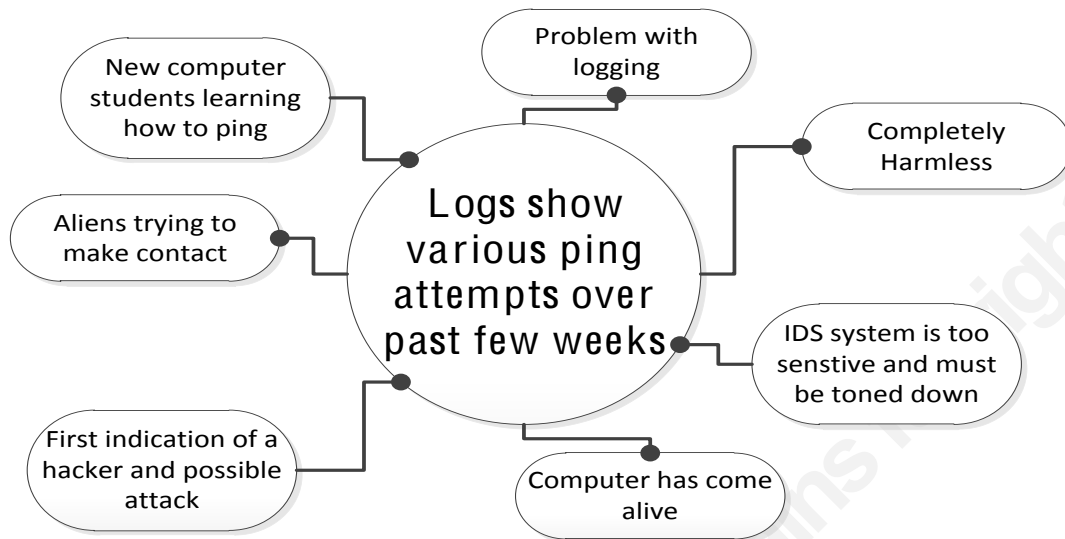 Problem with
logging
New computer
students learning
how to ping
Completely
Harmless
Logs show
various ping
attempts over
past few weeks
Aliens trying to
make contact
IDS system is too
senstive and must
be toned down
First indication of a
hacker and possible
attack
Computer has come
alive